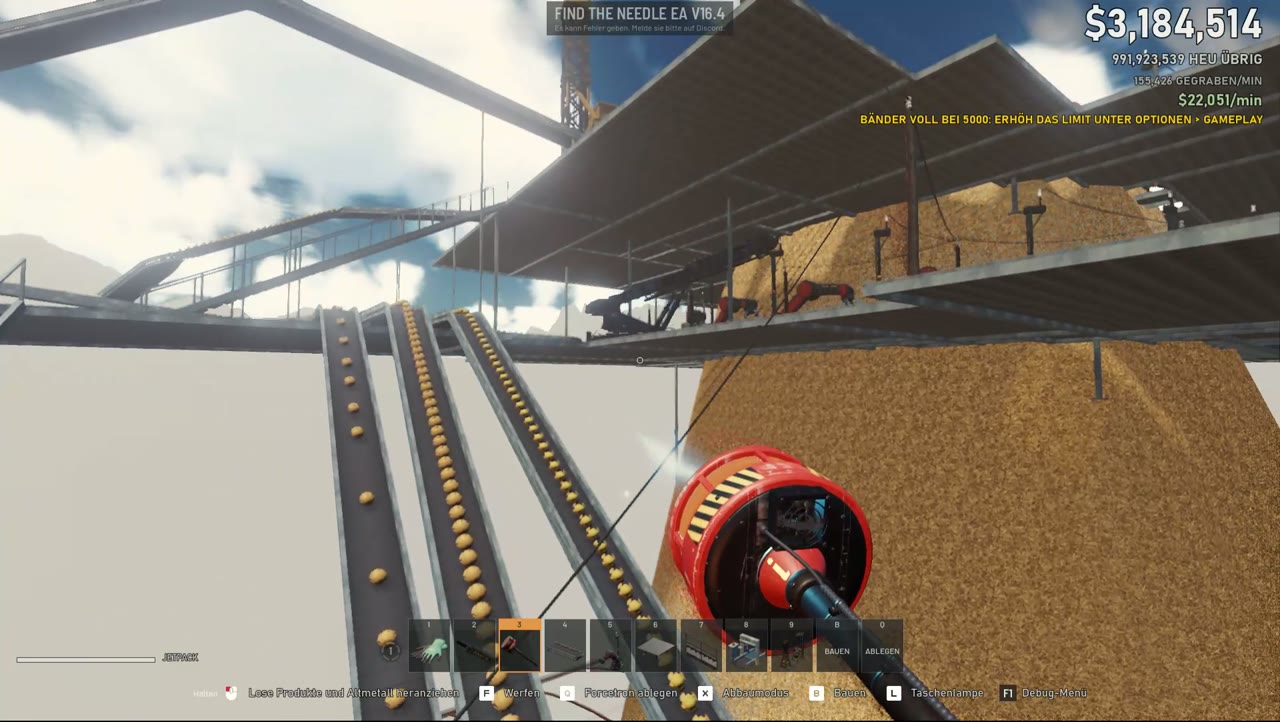 FIND THE NEEDLE EA V16.4
Es kann Fehler geben. Melde sie bitte auf Discord.
$3,184,514
991,923,539 HEU ÜBRIG
155,426 GEGRABEN/MIN
$22,051/min
BÄNDER VOLL BEI 5000: ERHÖH DAS LIMIT UNTER OPTIONEN > GAMEPLAY
JETPACK
1 2 3 4 5 6 7 8 9 B Q
BAUEN ABLEGEN
Halten Lose Produkte und Altmetall heranziehen F Werfen Q Forcetron ablegen X Abbaumodus B Bauen L Taschenlampe F1 Debug-Menü